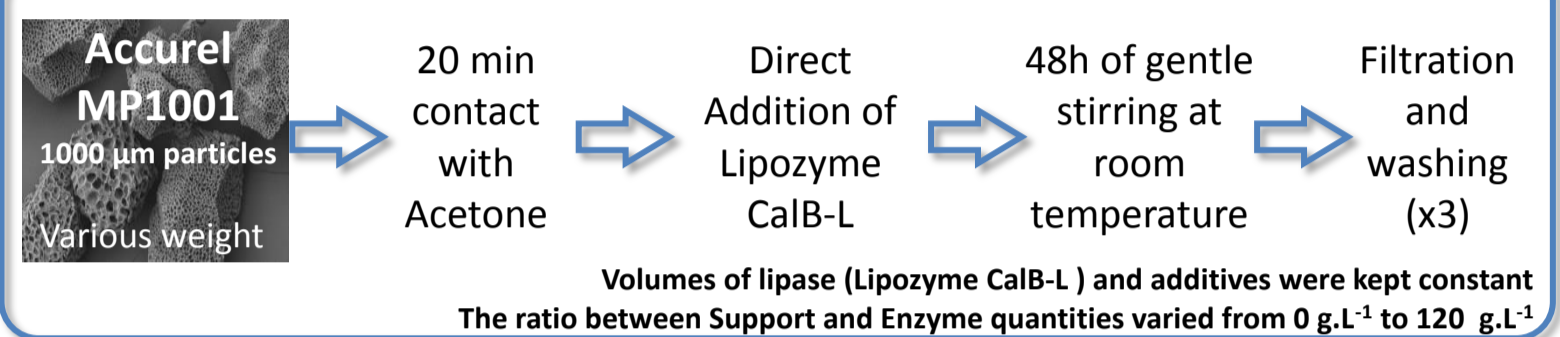 Accurel
MP1001
1000 µm particles
Various weight
20 min
contact
with
Acetone
Direct
Addition of
Lipozyme
CalB-L
48h of gentle
stirring at
room
temperature
Filtration
and
washing
(x3)
Volumes of lipase (Lipozyme CalB-L ) and additives were kept constant
The ratio between Support and Enzyme quantities varied from 0 g.L⁻¹ to 120 g.L⁻¹